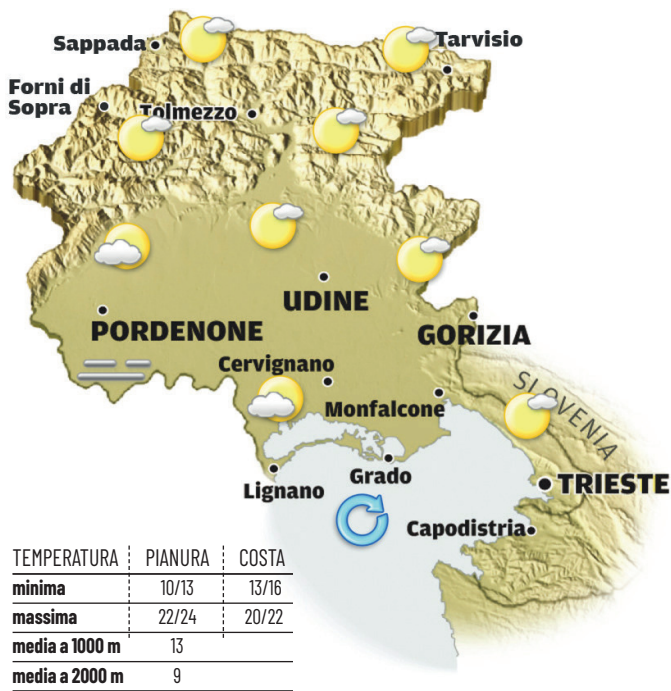 Sappada
Tarvisio
Forni di
Sopra
Tolmezzo
UDINE
PORDENONE
GORIZIA
Cervignano
SLOVENIA
Monfalcone
Grado
Lignano
TRIESTE
Capodistria
TEMPERATURA PIANURA COSTA
minima 10/13 13/16
massima 22/24 20/22
media a 1000 m 13
media a 2000 m 9